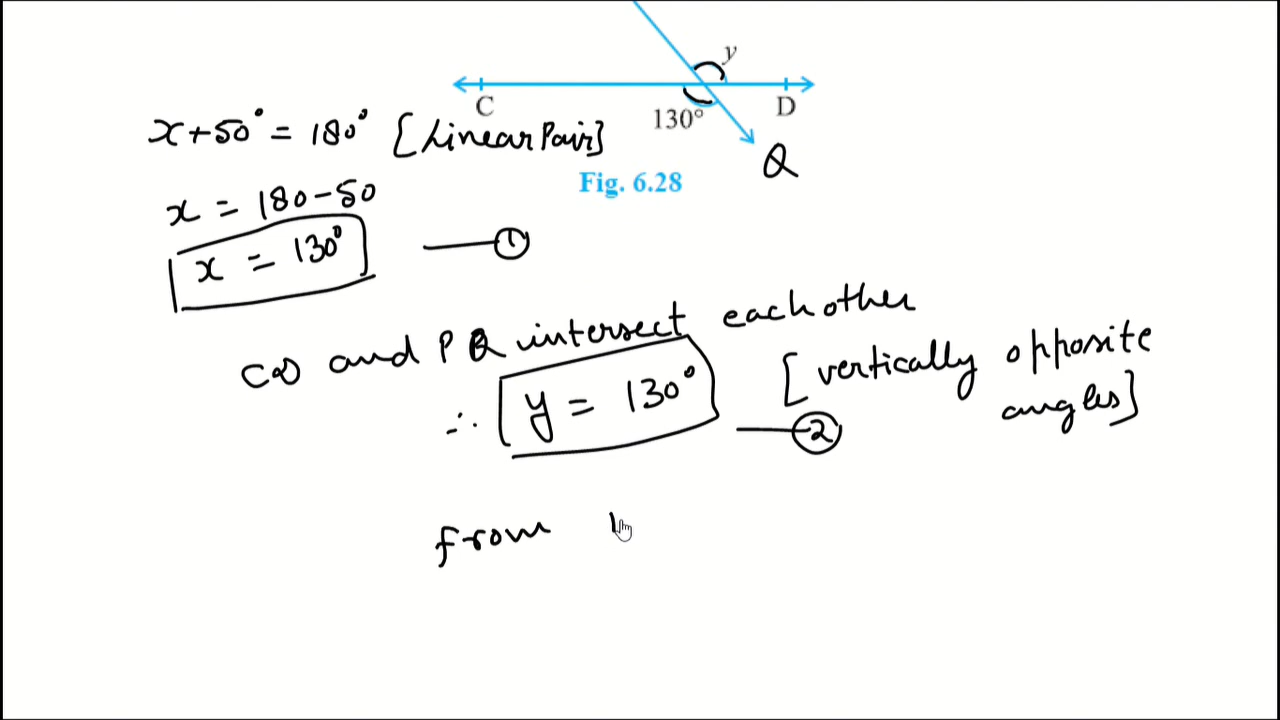 y
C
D
130°
Q
Fig. 6.28
x+50° = 180° [Linear Pair]
x = 180-50
x = 130° 1
CD and PQ intersect each other
∴ y = 130° [vertically opposite
angles]
2
from